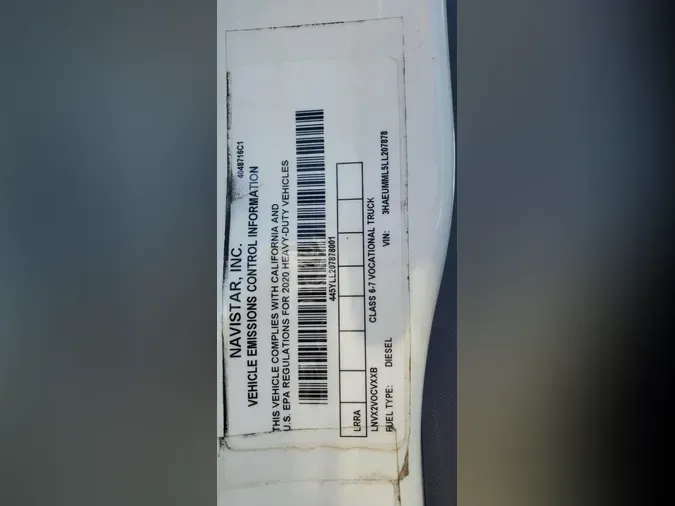 4048716C1
NAVISTAR, INC.
VEHICLE EMISSIONS CONTROL INFORMATION
THIS VEHICLE COMPLIES WITH CALIFORNIA AND
U.S. EPA REGULATIONS FOR 2020 HEAVY-DUTY VEHICLES
445YLL207878001
LRRA
LNVX2VOCVXXB CLASS 6-7 VOCATIONAL TRUCK
FUEL TYPE: DIESEL VIN: 3HAEUMML5LL207878